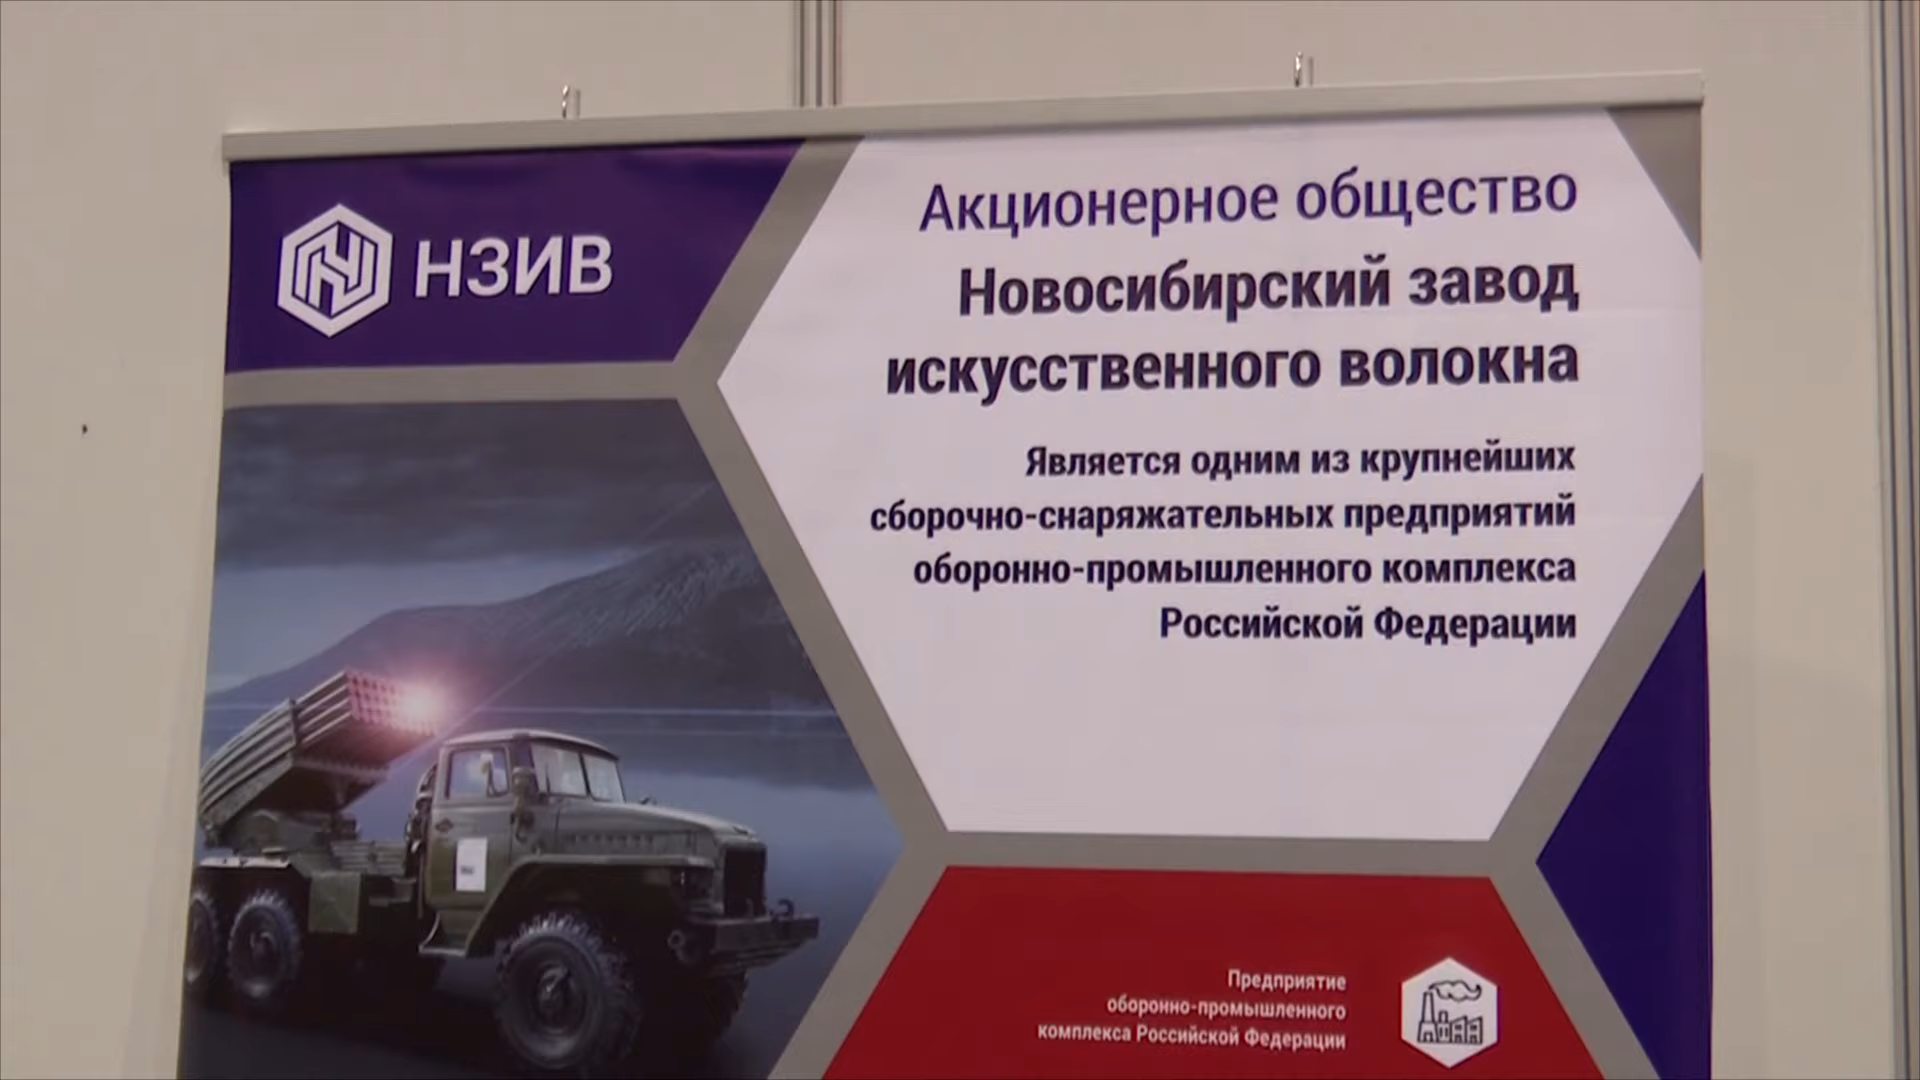 НЗИВ
Акционерное общество
Новосибирский завод
искусственного волокна
Является одним из крупнейших
сборочно-снаряжательных предприятий
оборонно-промышленного комплекса
Российской Федерации
Предприятие
оборонно-промышленного
комплекса Российской Федерации